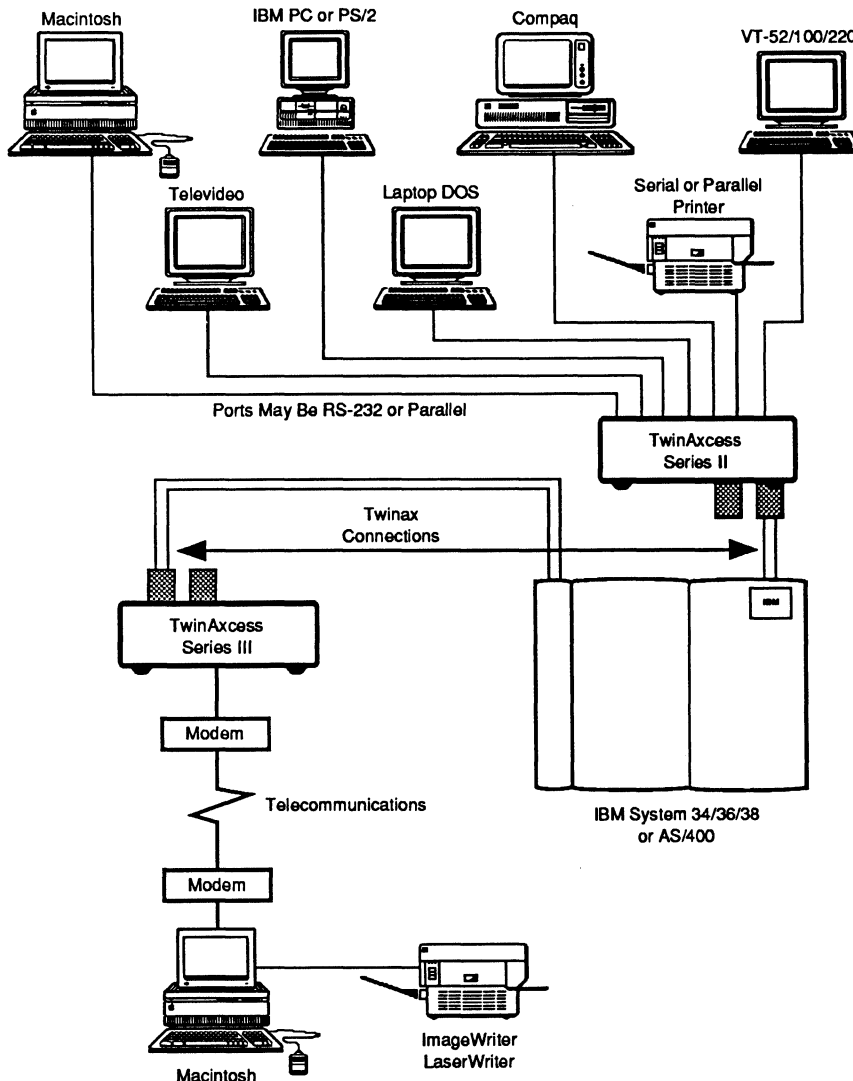 Macintosh
IBM PC or PS/2
Compaq
VT-52/100/220
Televideo
Laptop DOS
Serial or Parallel
Printer
Ports May Be RS-232 or Parallel
TwinAxcess
Series II
Twinax
Connections
IBM
TwinAxcess
Series III
Modem
Telecommunications
IBM System 34/36/38
or AS/400
Modem
ImageWriter
LaserWriter
Macintosh